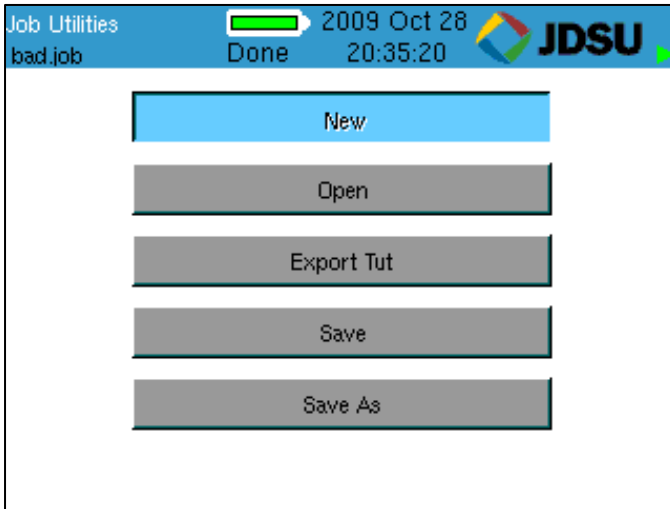 Job Utilities 2009 Oct 28 JDSU
bad.job Done 20:35:20
New
Open
Export Tut
Save
Save As